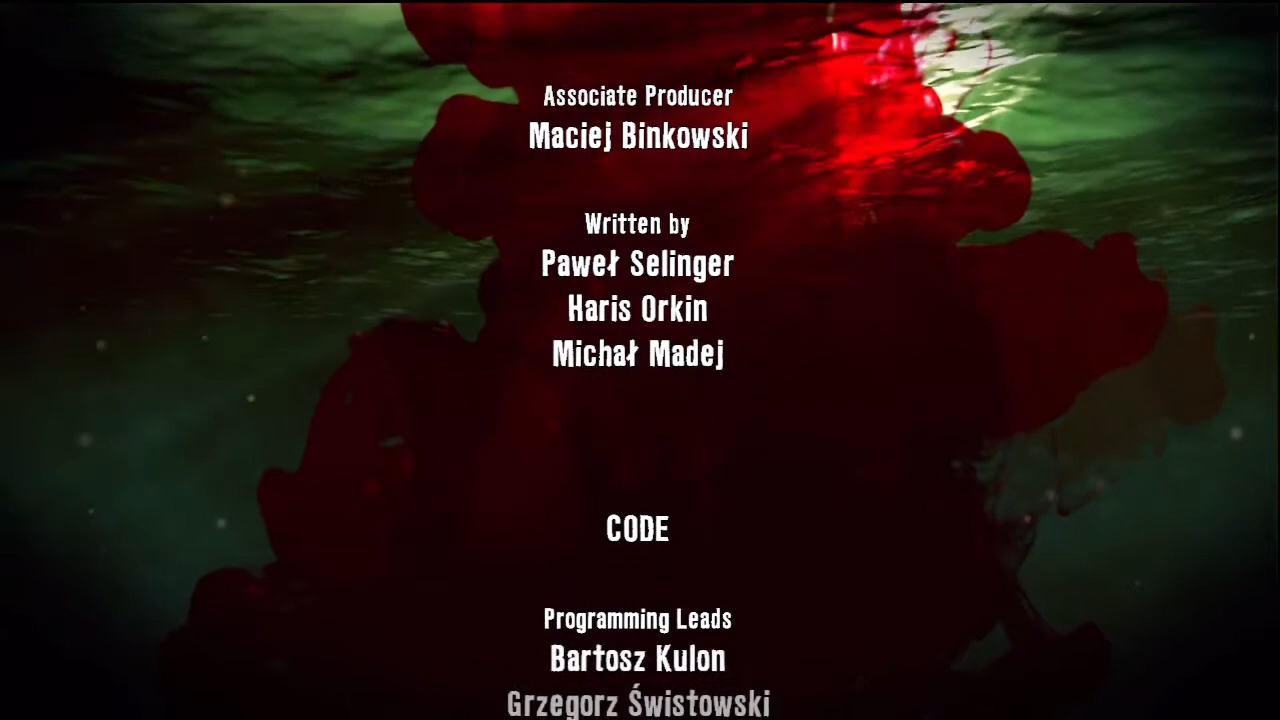 Associate Producer
Maciej Binkowski
Written by
Paweł Selinger
Haris Orkin
Michał Madej
CODE
Programming Leads
Bartosz Kulon
Grzegorz Świstowski